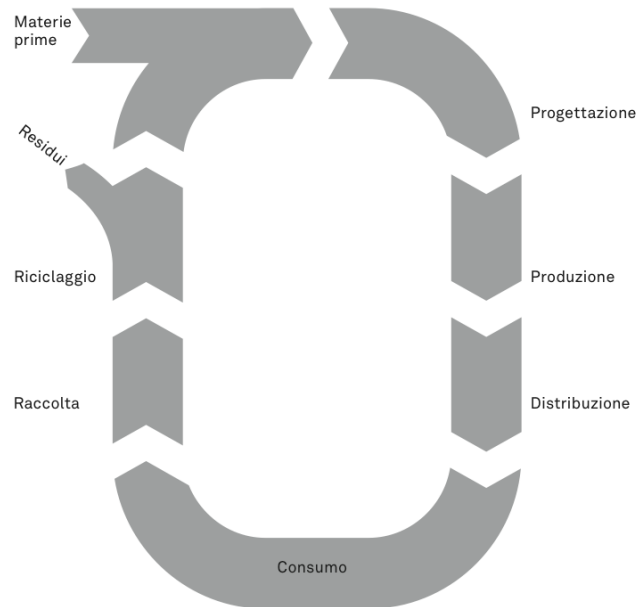 Materie
prime
Progettazione
Residui
Riciclaggio
Produzione
Raccolta
Distribuzione
Consumo